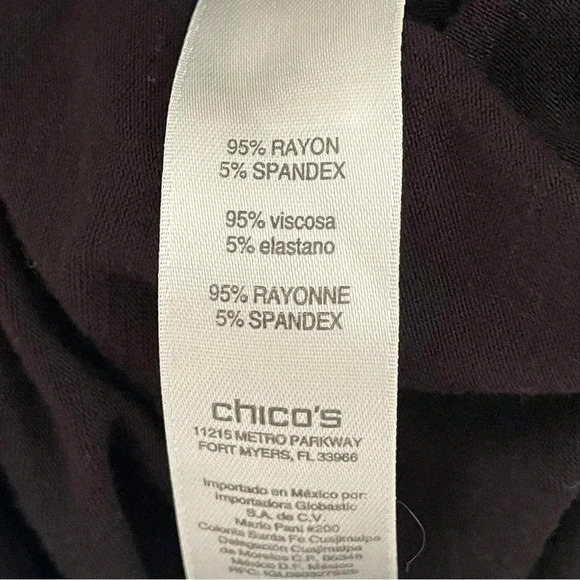 95% RAYON
5% SPANDEX
95% viscosa
5% elastano
95% RAYONNE
5% SPANDEX
chico's
11215 METRO PARKWAY
FORT MYERS, FL 33966
Importado en México por:
Importadora Globastic
S.A. de C.V.
Mario Pani #200
Colonia Santa Fe Cuajimalpa
Delegación Cuajimalpa
de Morelos C.P. 05348
México D.F. México
RFC: